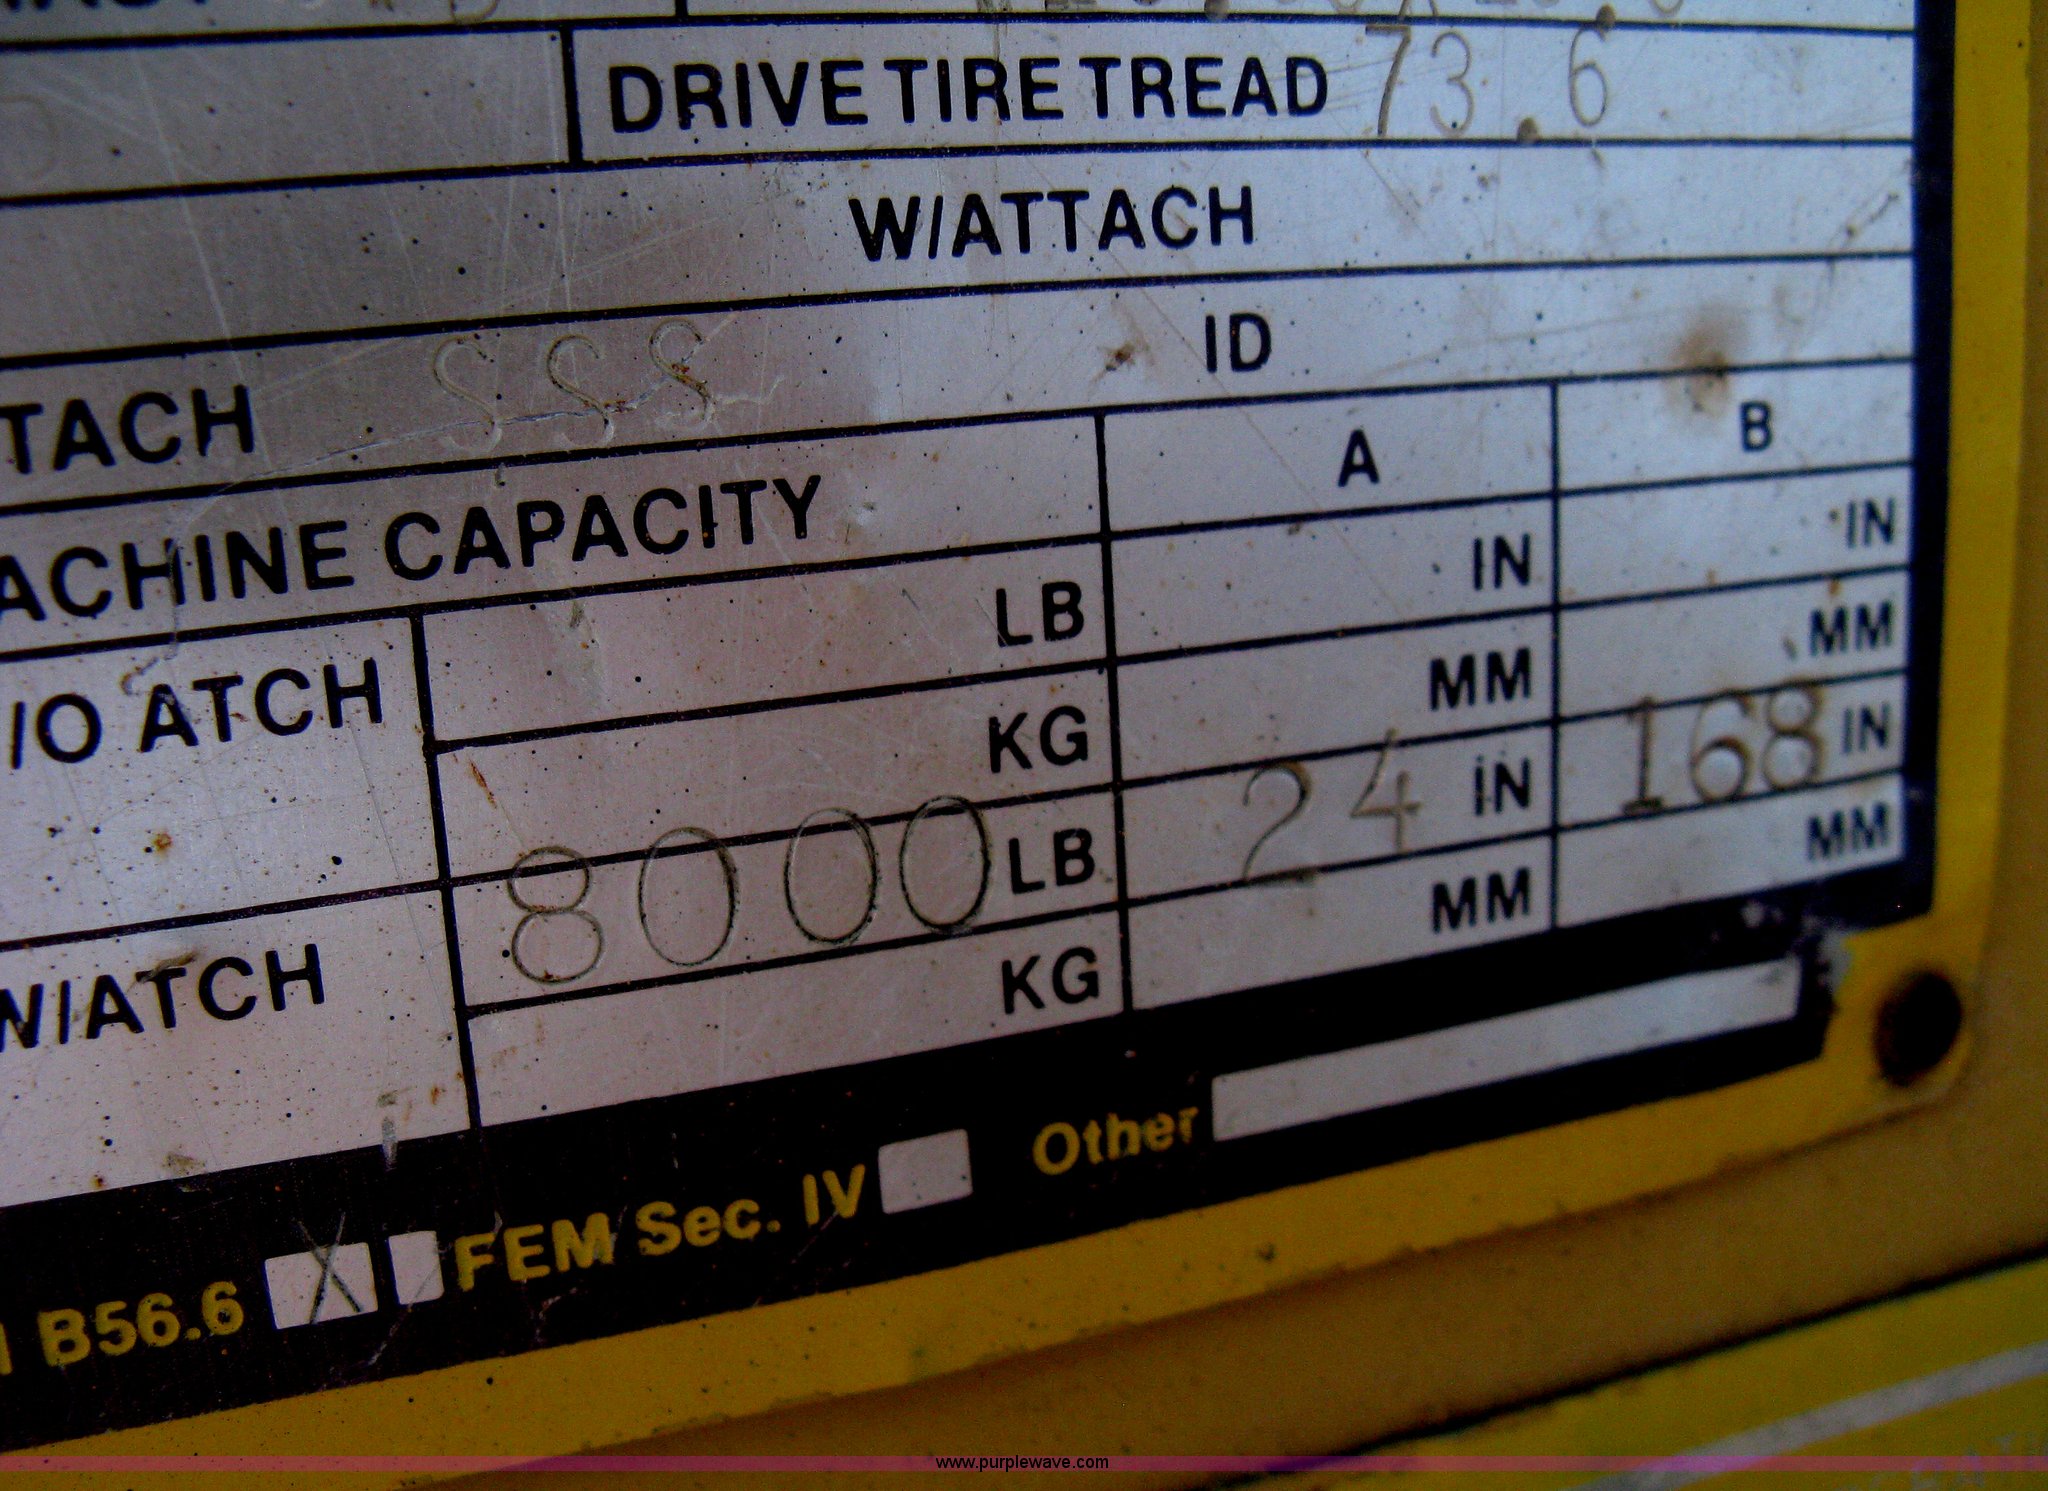 DRIVE TIRE TREAD 73.6
W/ATTACH
TACH SSS ID
ACHINE CAPACITY A B
/O ATCH LB IN IN
KG MM MM
W/ATCH 8000 LB 24 IN 168 IN
KG MM MM
B56.6 X FEM Sec. IV Other
www.purplewave.com